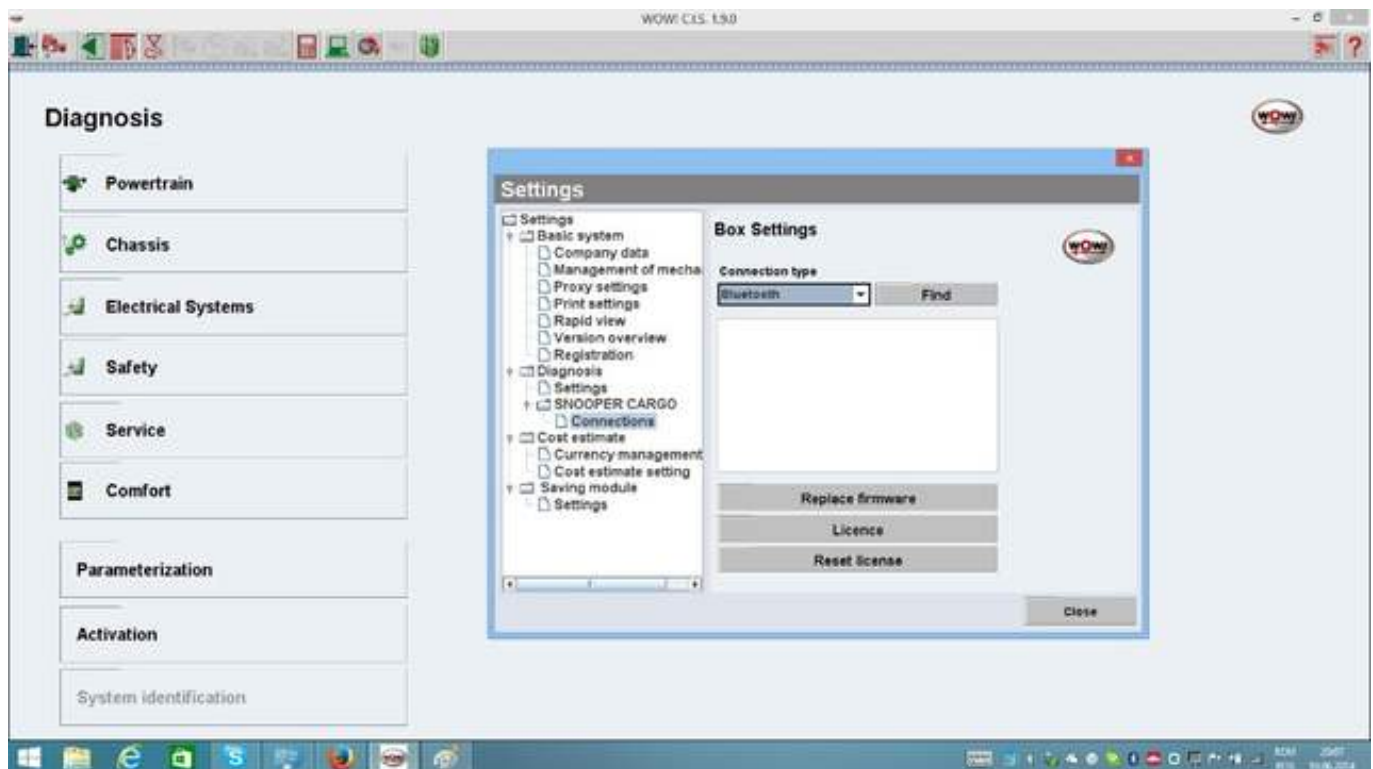 WOW! C.I.S. 1.9.0
?
Diagnosis
WOW!
Powertrain
Chassis
Electrical Systems
Safety
Service
Comfort
Parameterization
Activation
System identification
Settings
Settings
Basic system
Company data
Management of mecha
Proxy settings
Print settings
Rapid view
Version overview
Registration
Diagnosis
Settings
SNOOPER CARGO
Connections
Cost estimate
Currency management
Cost estimate setting
Saving module
Settings
Box Settings
WOW!
Connection type
Bluetooth
Find
Replace firmware
Licence
Reset license
Close